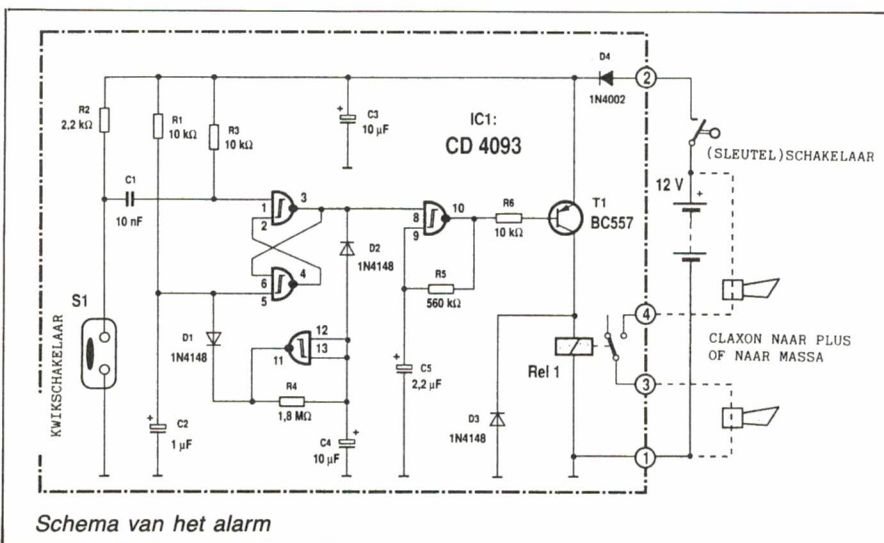 D4
2
1N4002
R2
2,2 kΩ
R1
10 kΩ
R3
10 kΩ
+
C3
10 µF
IC1:
CD 4093
(SLEUTEL)SCHAKELAAR
12 V
+
C1
10 nF
1
2
3
8
9
10
R6
10 kΩ
T1
BC557
D2
1N4148
6
5
4
R5
560 kΩ
S1
KWIKSCHAKELAAR
D1
1N4148
12
13
11
R4
1,8 MΩ
+
C2
1 µF
+
C4
10 µF
+
C5
2,2 µF
D3
1N4148
Rel 1
4
3
1
CLAXON NAAR PLUS
OF NAAR MASSA
Schema van het alarm